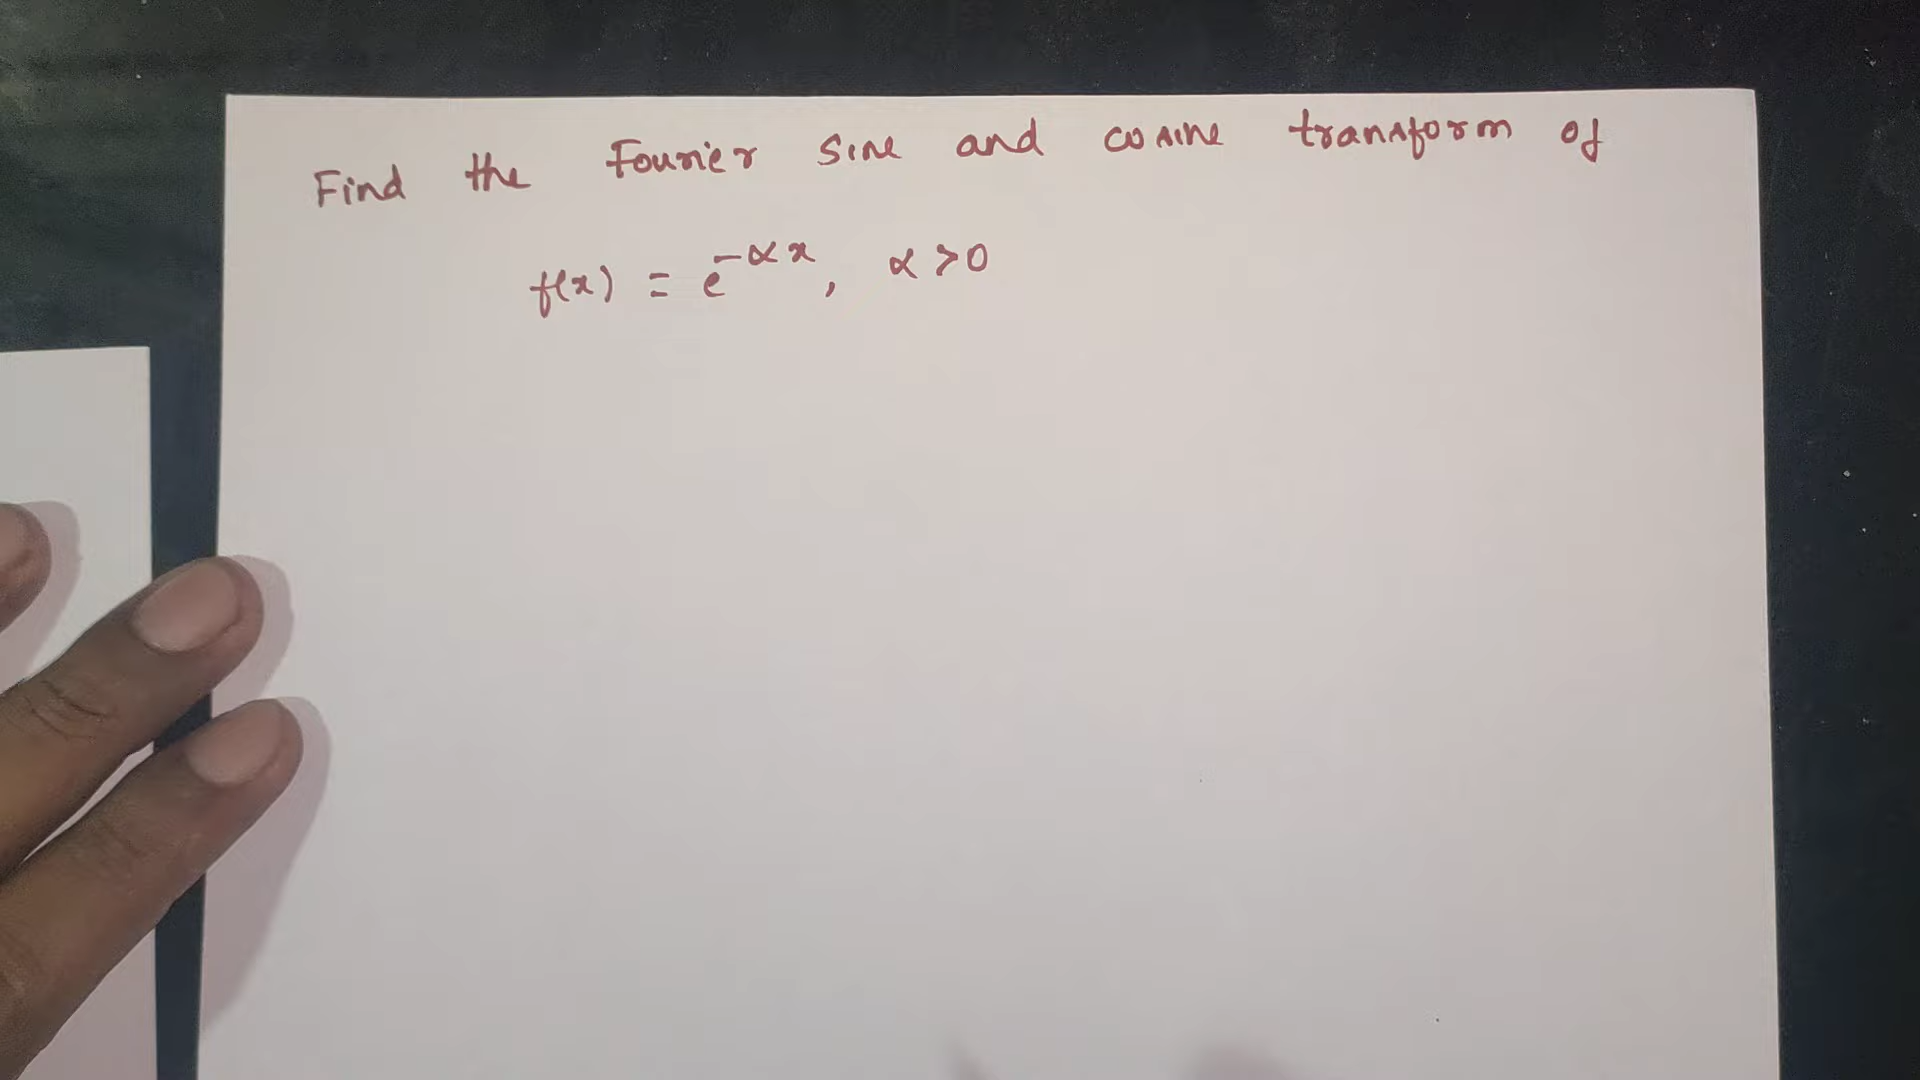 Find the Fourier sine and cosine transform of
f(x) = e^{-αx}, α > 0